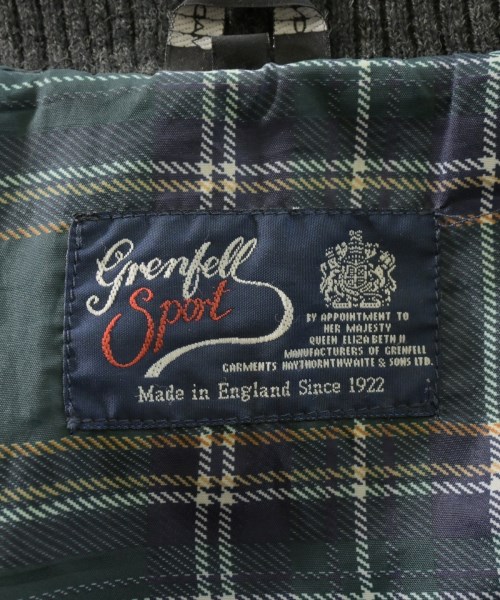 Grenfell
Sport
BY APPOINTMENT TO
HER MAJESTY
QUEEN ELIZABETH II
MANUFACTURERS OF GRENFELL
GARMENTS HAYTHORNTHWAITE & SONS LTD.
Made in England Since 1922